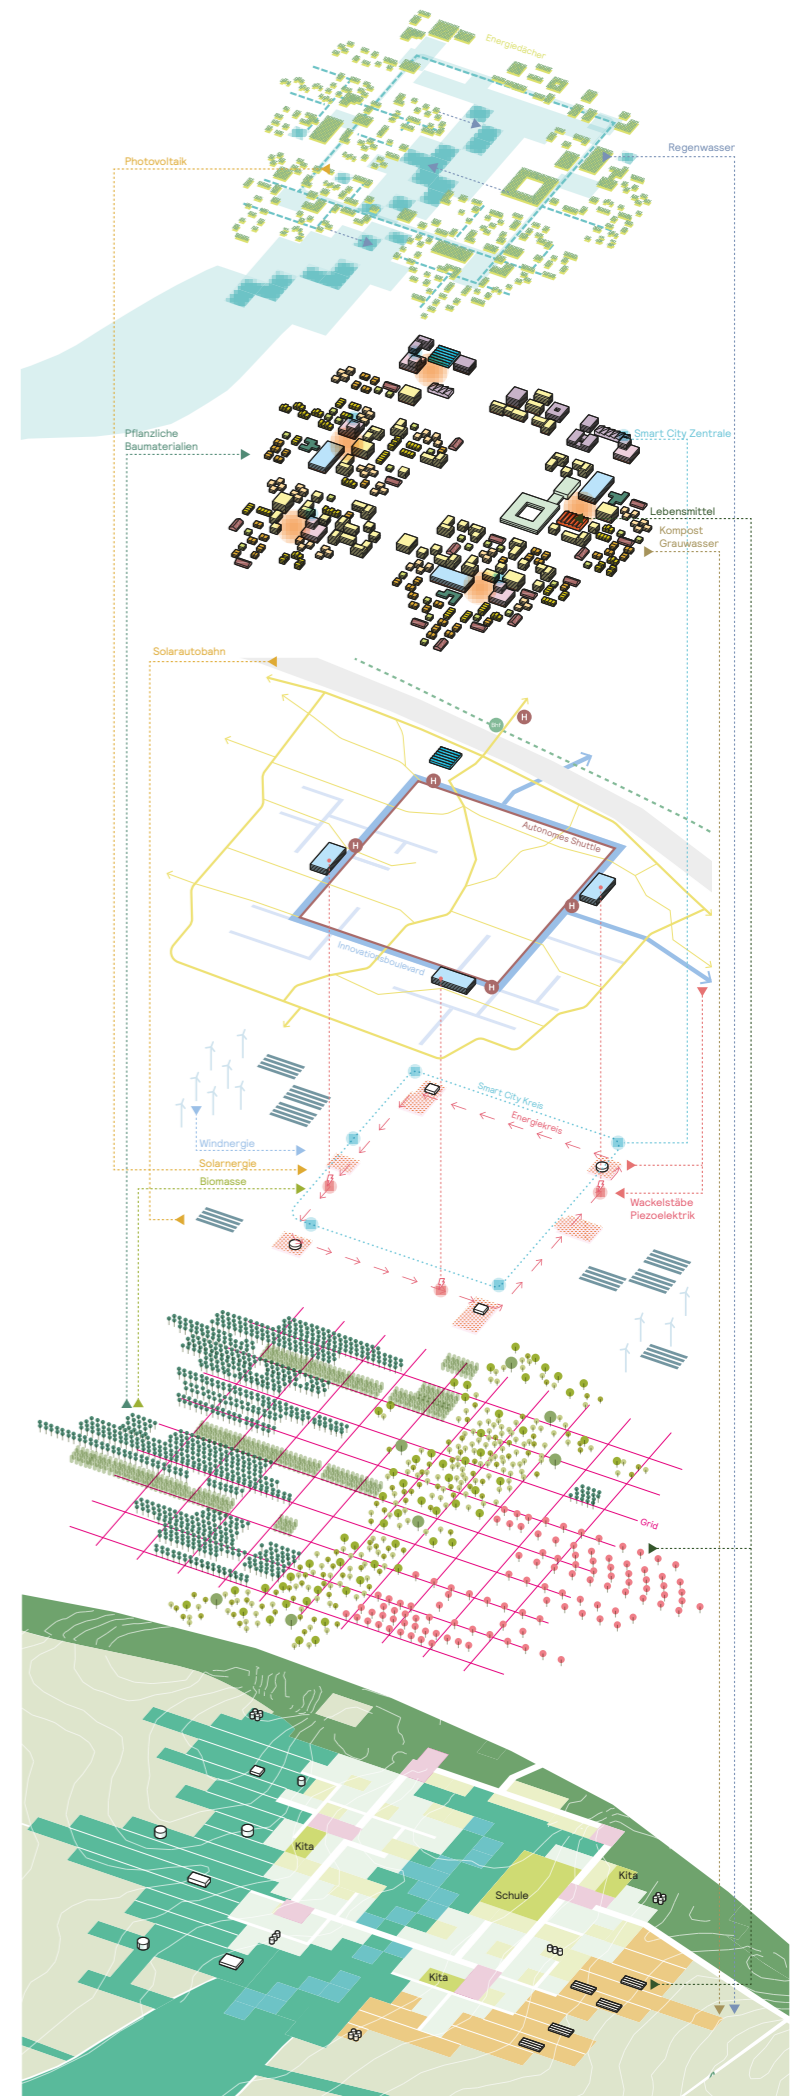 Energiedächer
Regenwasser
Photovoltaik
Pflanzliche
Baumaterialien
Smart City Zentrale
Lebensmittel
Kompost
Grauwasser
Solarautobahn
H
H
Autonomes Shuttle
H
H
Innovationsboulevard
H
Smart City Kreis
Energiekreis
Windnergie
Solarnergie
Biomasse
Wackelstäbe
Piezoelektrik
Grid
Kita
Kita
Schule
Kita